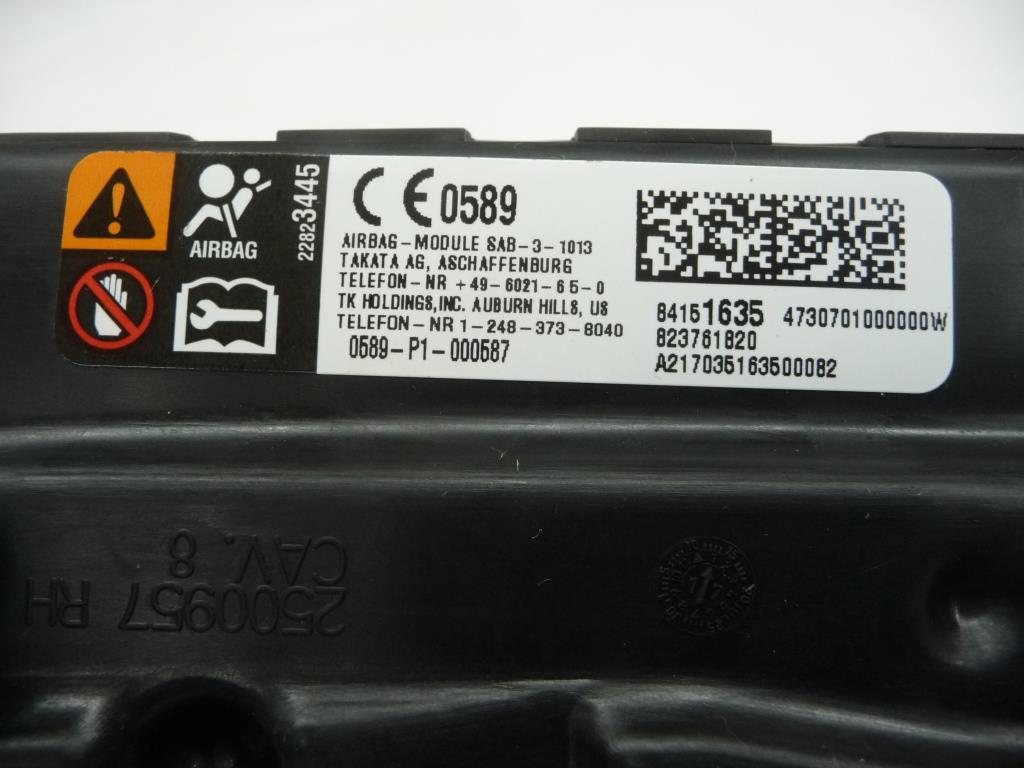 AIRBAG
22823445
CE 0589
AIRBAG-MODULE SAB-3-1013
TAKATA AG, ASCHAFFENBURG
TELEFON-NR +49-6021-65-0
TK HOLDINGS,INC. AUBURN HILLS, US
TELEFON-NR 1-248-373-8040
0589-P1-000587
84151635 4730701000000W
823761820
A217035163500082
CAV. 8
2500957 RH